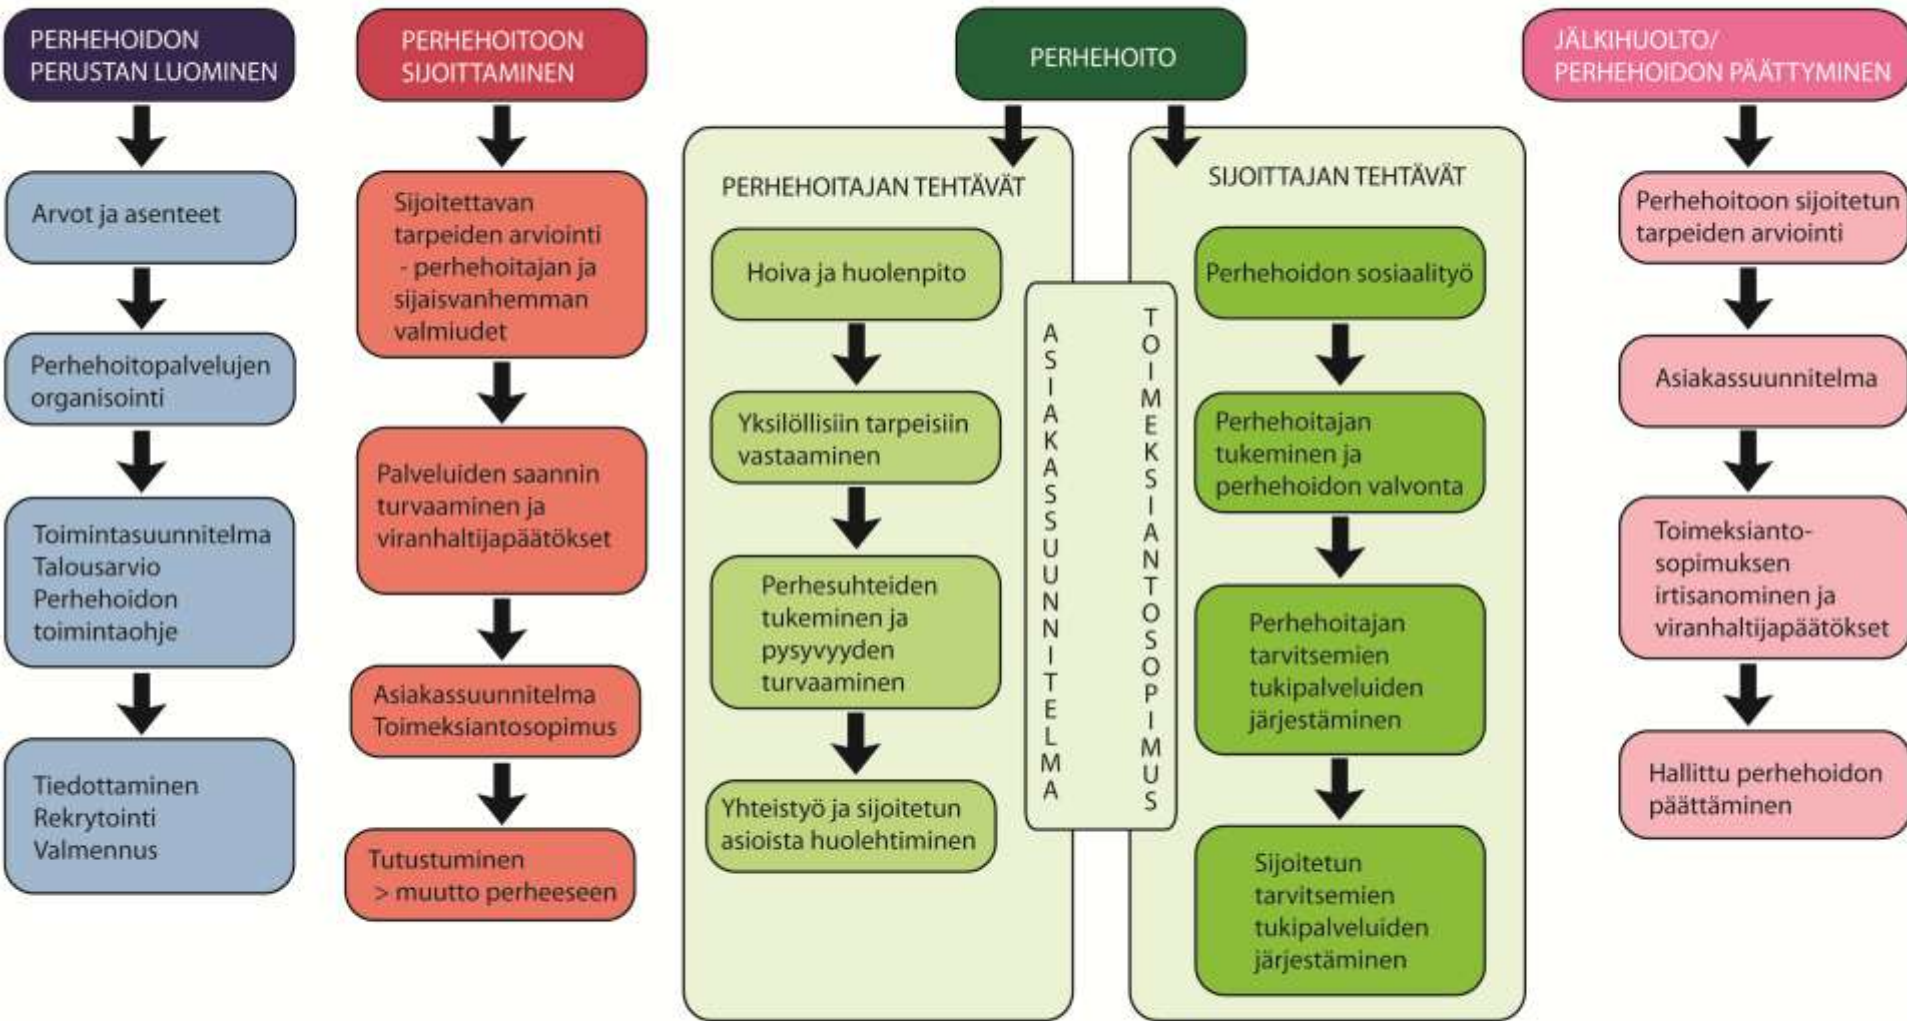 PERHEHOIDON
PERUSTAN LUOMINEN
Arvot ja asenteet
Perhehoitopalvelujen
organisointi
Toimintasuunnitelma
Talousarvio
Perhehoidon
toimintaohje
Tiedottaminen
Rekrytointi
Valmennus
PERHEHOITOON
SIJOITTAMINEN
Sijoitettavan
tarpeiden arviointi
- perhehoitajan ja
sijaisvanhemman
valmiudet
Palveluiden saannin
turvaaminen ja
viranhaltijapäätökset
Asiakassuunnitelma
Toimeksiantosopimus
Tutustuminen
> muutto perheeseen
PERHEHOITO
PERHEHOITAJAN TEHTÄVÄT
Hoiva ja huolenpito
Yksilöllisiin tarpeisiin
vastaaminen
Perhesuhteiden
tukeminen ja
pysyvyyden
turvaaminen
Yhteistyö ja sijoitetun
asioista huolehtiminen
ASIAKASSUUNNITELMA
TOIMEKSIANTOSOPIMUS
SIJOITTAJAN TEHTÄVÄT
Perhehoidon sosiaalityö
Perhehoitajan
tukeminen ja
perhehoidon valvonta
Perhehoitajan
tarvitsemien
tukipalveluiden
järjestäminen
Sijoitetun
tarvitsemien
tukipalveluiden
järjestäminen
JÄLKIHUOLTO/
PERHEHOIDON PÄÄTTYMINEN
Perhehoitoon sijoitetun
tarpeiden arviointi
Asiakassuunnitelma
Toimeksianto-
sopimuksen
irtisanominen ja
viranhaltijapäätökset
Hallittu perhehoidon
päättäminen